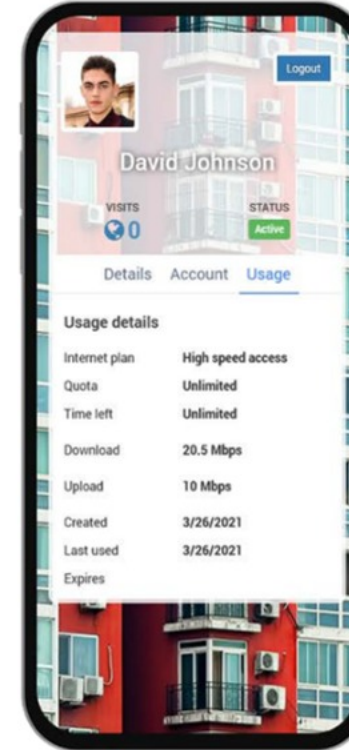 Logout
David Johnson
VISITS STATUS
0 Active
Details Account Usage
Usage details
Internet plan High speed access
Quota Unlimited
Time left Unlimited
Download 20.5 Mbps
Upload 10 Mbps
Created 3/26/2021
Last used 3/26/2021
Expires